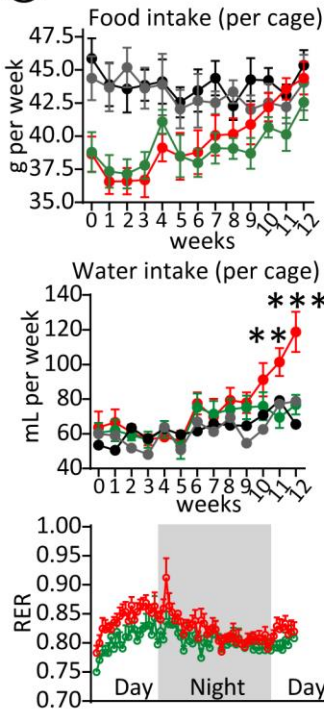 Food intake (per cage)
47.5
45.0
42.5
40.0
37.5
35.0
g per week
0 1 2 3 4 5 6 7 8 9 10 11 12
weeks
Water intake (per cage)
140
120
100
80
60
40
mL per week
***
**
0 1 2 3 4 5 6 7 8 9 10 11 12
weeks
1.00
0.95
0.90
0.85
0.80
0.75
0.70
RER
Day Night Day